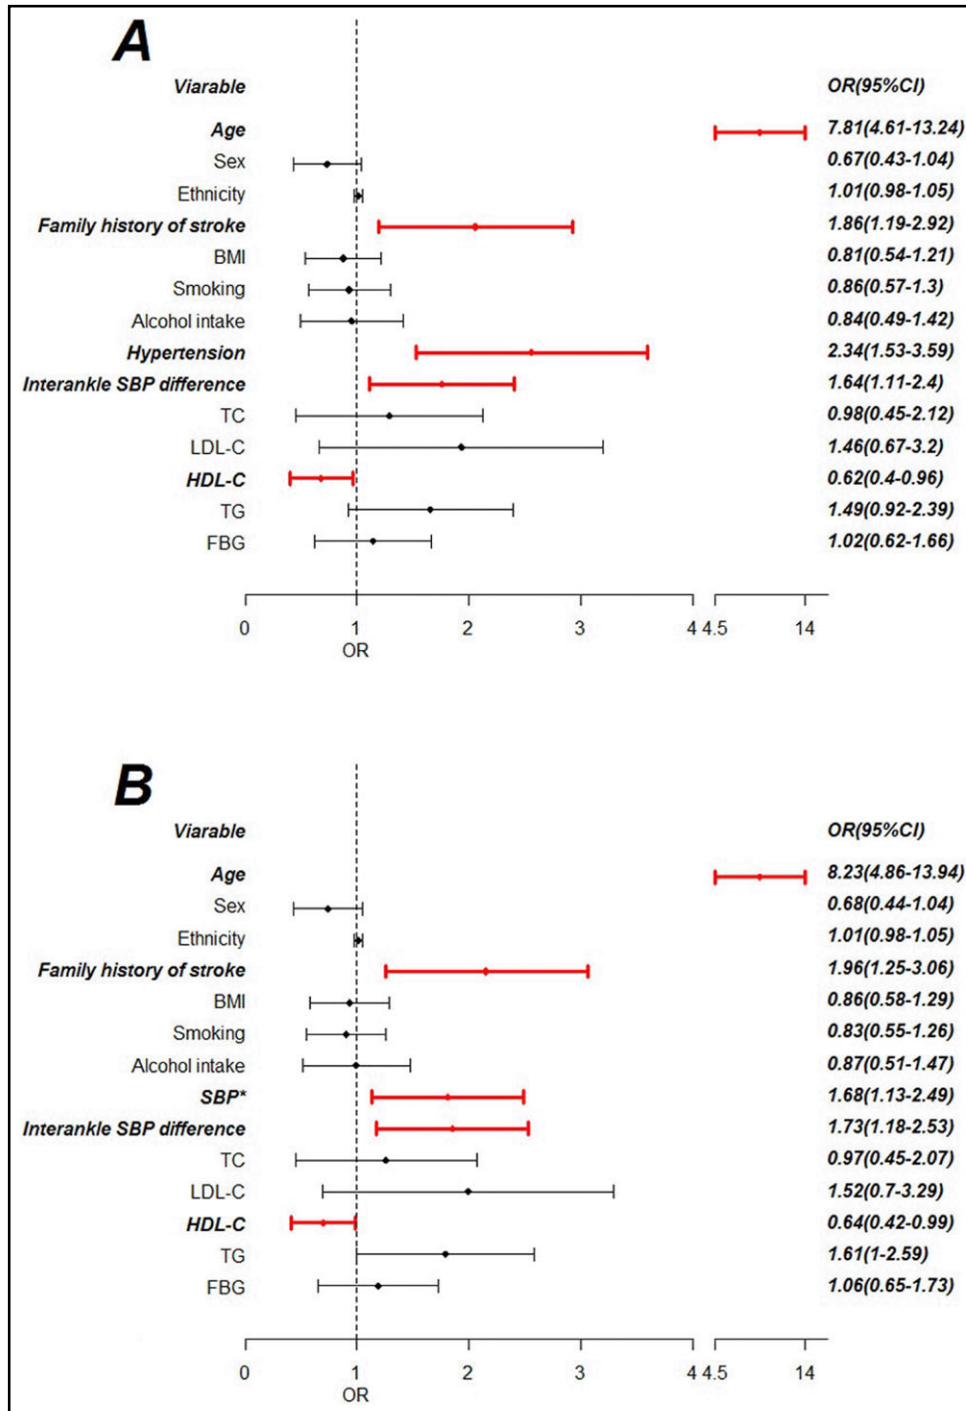 A
Viarable OR(95%CI)
Age 7.81(4.61-13.24)
Sex 0.67(0.43-1.04)
Ethnicity 1.01(0.98-1.05)
Family history of stroke 1.86(1.19-2.92)
BMI 0.81(0.54-1.21)
Smoking 0.86(0.57-1.3)
Alcohol intake 0.84(0.49-1.42)
Hypertension 2.34(1.53-3.59)
Interankle SBP difference 1.64(1.11-2.4)
TC 0.98(0.45-2.12)
LDL-C 1.46(0.67-3.2)
HDL-C 0.62(0.4-0.96)
TG 1.49(0.92-2.39)
FBG 1.02(0.62-1.66)
0 1 2 3 4 4.5 14
OR
B
Viarable OR(95%CI)
Age 8.23(4.86-13.94)
Sex 0.68(0.44-1.04)
Ethnicity 1.01(0.98-1.05)
Family history of stroke 1.96(1.25-3.06)
BMI 0.86(0.58-1.29)
Smoking 0.83(0.55-1.26)
Alcohol intake 0.87(0.51-1.47)
SBP* 1.68(1.13-2.49)
Interankle SBP difference 1.73(1.18-2.53)
TC 0.97(0.45-2.07)
LDL-C 1.52(0.7-3.29)
HDL-C 0.64(0.42-0.99)
TG 1.61(1-2.59)
FBG 1.06(0.65-1.73)
0 1 2 3 4 4.5 14
OR